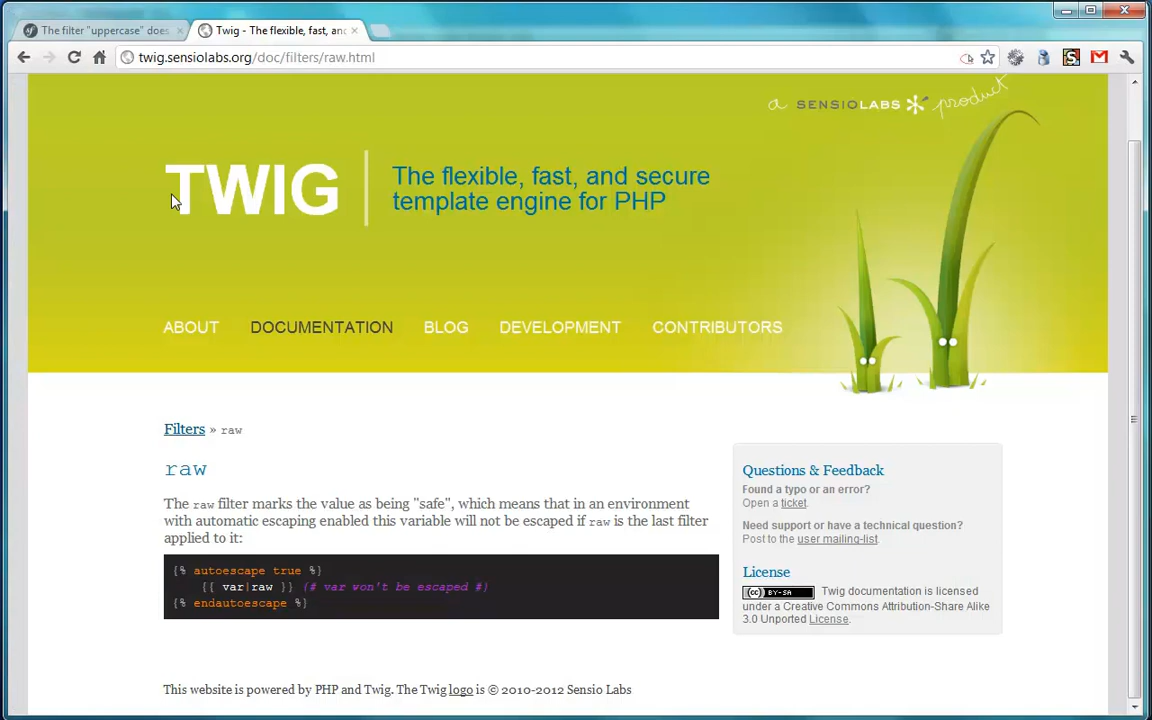 The filter "uppercase" does
Twig - The flexible, fast, and
twig.sensiolabs.org/doc/filters/raw.html
a SENSIOLABS product
TWIG
The flexible, fast, and secure
template engine for PHP
ABOUT DOCUMENTATION BLOG DEVELOPMENT CONTRIBUTORS
Filters » raw
raw
The raw filter marks the value as being "safe", which means that in an environment
with automatic escaping enabled this variable will not be escaped if raw is the last filter
applied to it:
{% autoescape true %}
{{ var|raw }} {# var won't be escaped #}
{% endautoescape %}
Questions & Feedback
Found a typo or an error?
Open a ticket.
Need support or have a technical question?
Post to the user mailing-list.
License
(cc) BY-SA Twig documentation is licensed
under a Creative Commons Attribution-Share Alike
3.0 Unported License.
This website is powered by PHP and Twig. The Twig logo is © 2010-2012 Sensio Labs